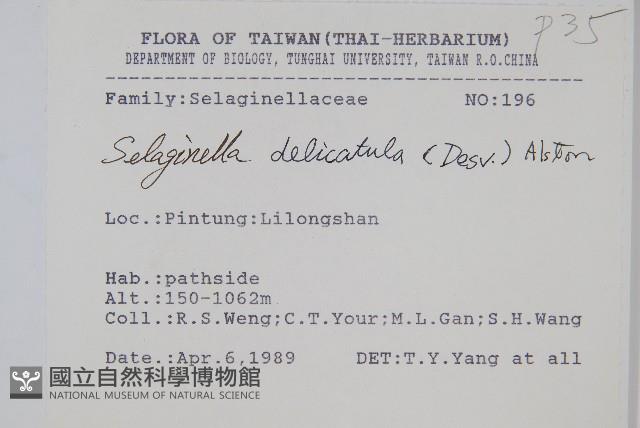 P35
FLORA OF TAIWAN(THAI-HERBARIUM)
DEPARTMENT OF BIOLOGY, TUNGHAI UNIVERSITY, TAIWAN R.O.CHINA
Family:Selaginellaceae NO:196
Selaginella delicatula (Desv.) Alston
Loc.:Pintung:Lilongshan
Hab.:pathside
Alt.:150-1062m
Coll.:R.S.Weng;C.T.Your;M.L.Gan;S.H.Wang
Date.:Apr.6,1989 DET:T.Y.Yang at all
國立自然科學博物館
NATIONAL MUSEUM OF NATURAL SCIENCE